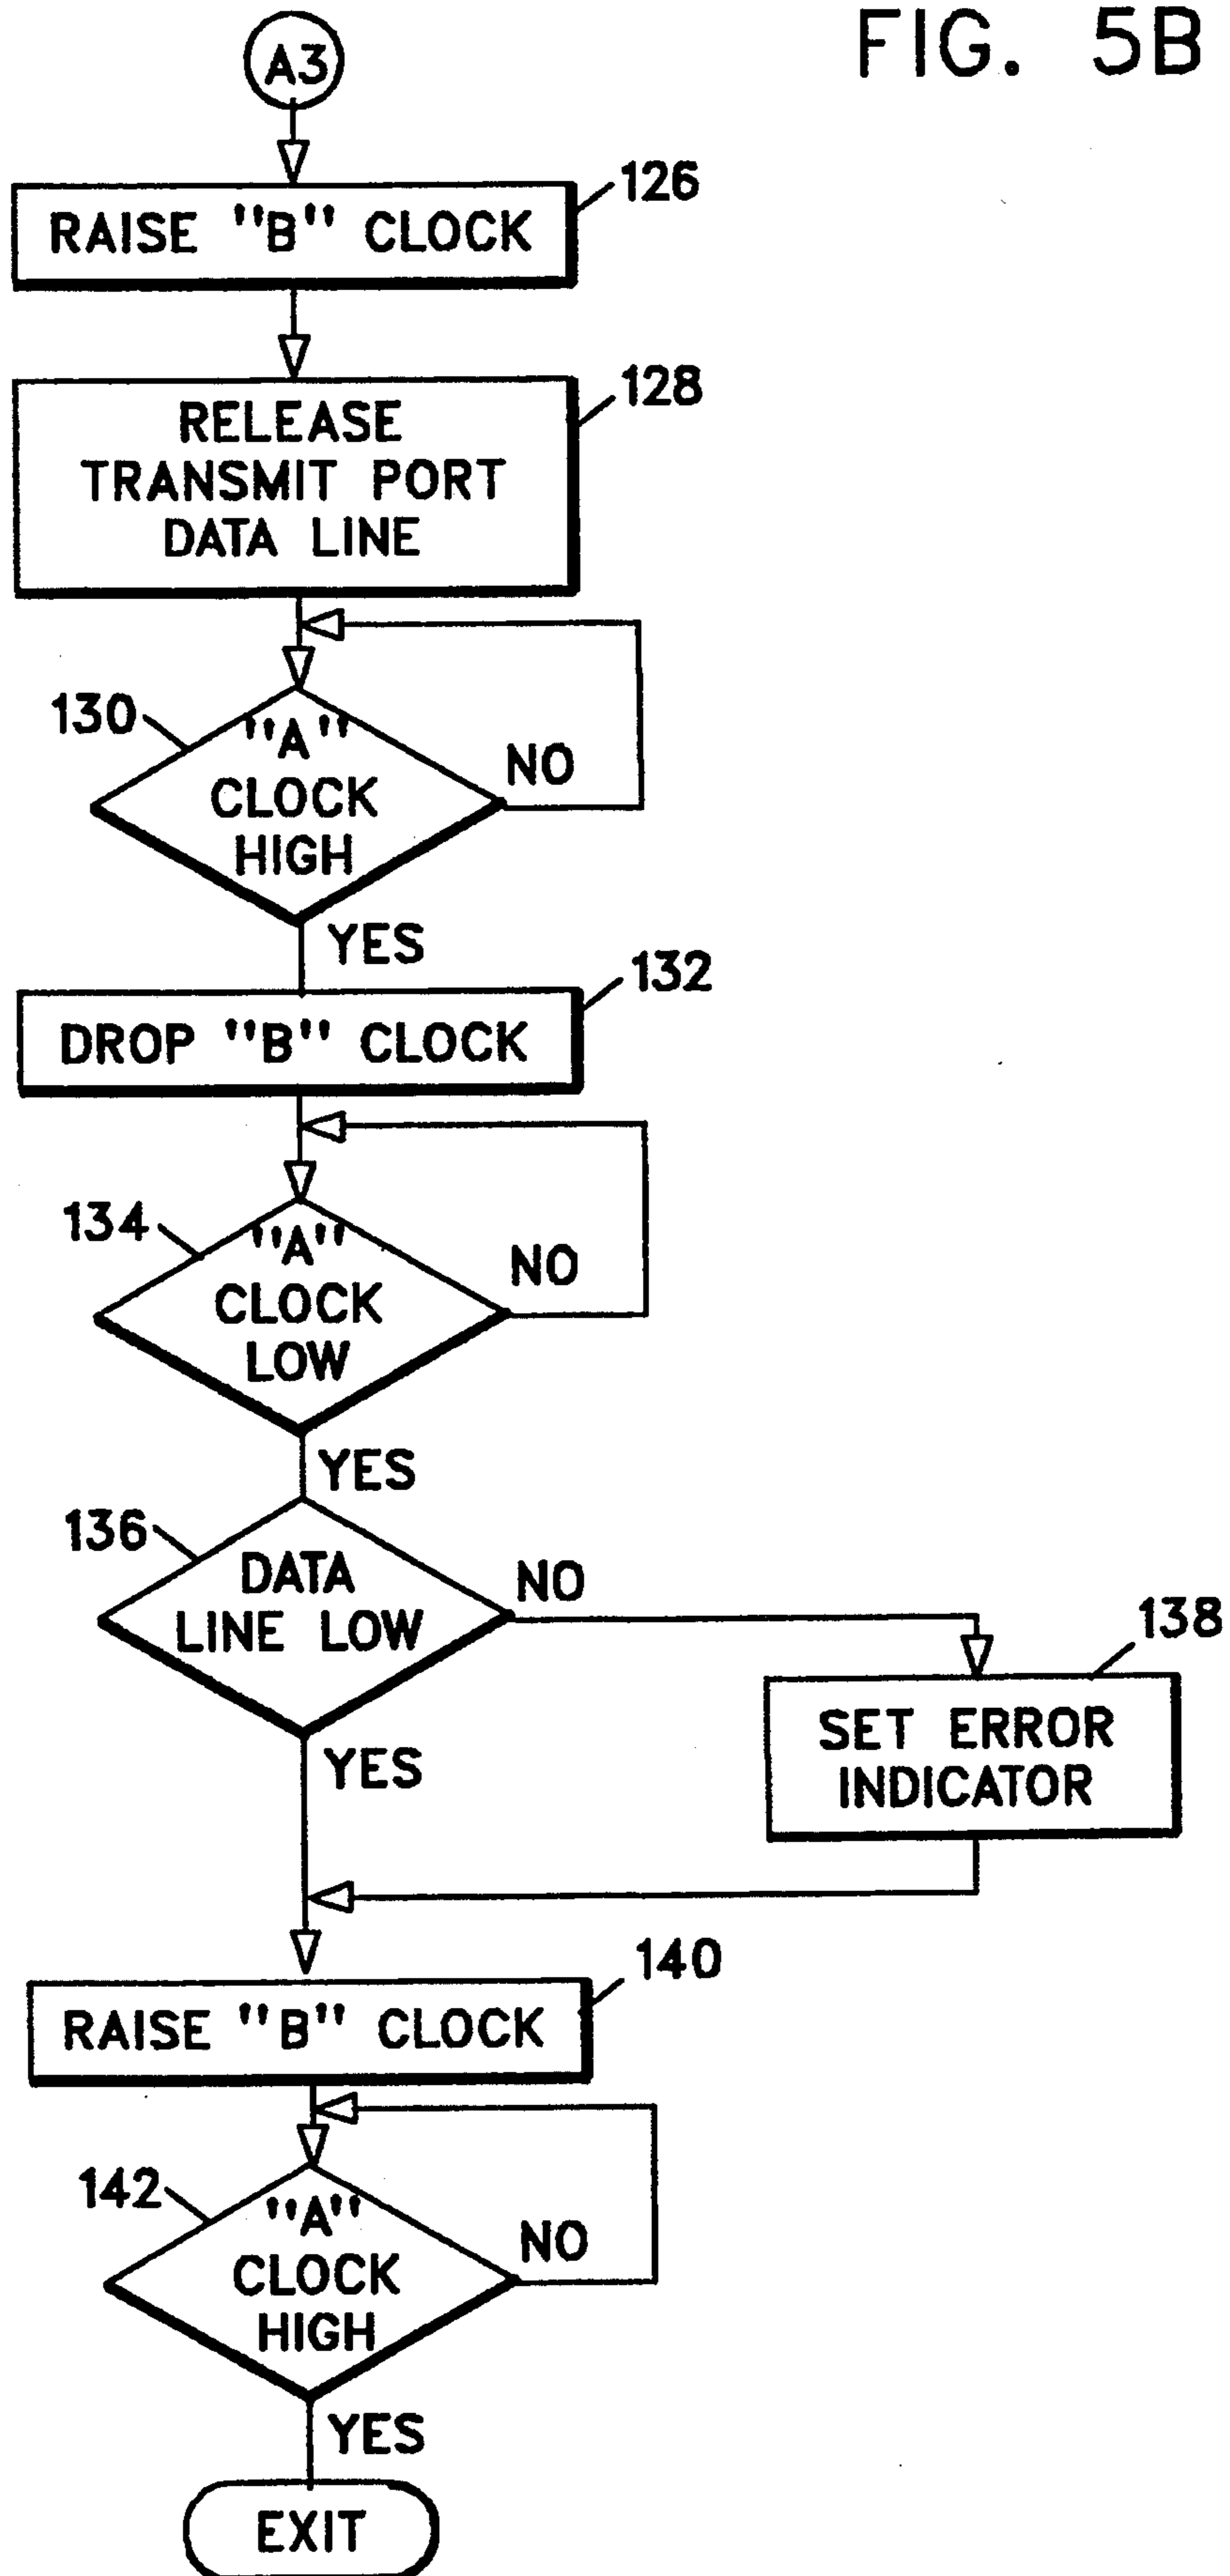 FIG. 5B
A3
126
RAISE "B" CLOCK
128
RELEASE
TRANSMIT PORT
DATA LINE
130
"A"
CLOCK
HIGH
NO
YES
132
DROP "B" CLOCK
134
"A"
CLOCK
LOW
NO
YES
136
DATA
LINE LOW
NO
138
SET ERROR
INDICATOR
YES
140
RAISE "B" CLOCK
142
"A"
CLOCK
HIGH
NO
YES
EXIT